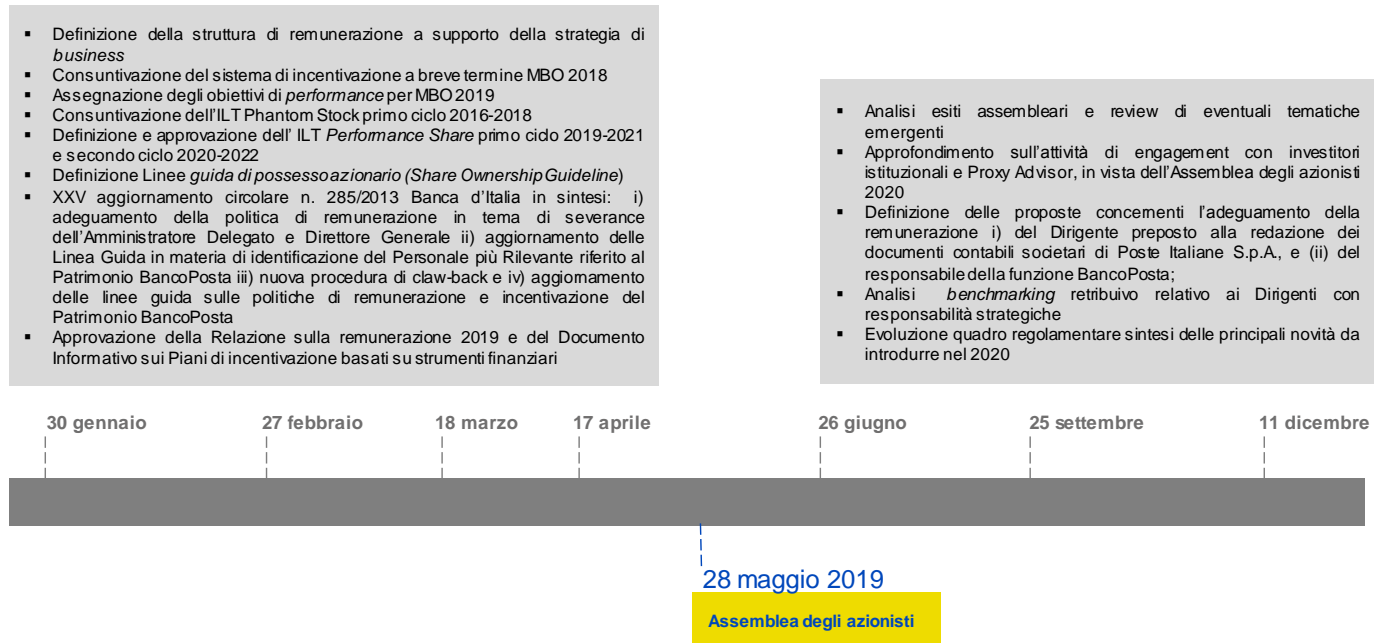 ▪ Definizione della struttura di remunerazione a supporto della strategia di
business
▪ Consuntivazione del sistema di incentivazione a breve termine MBO 2018
▪ Assegnazione degli obiettivi di performance per MBO 2019
▪ Consuntivazione dell'ILT Phantom Stock primo ciclo 2016-2018
▪ Definizione e approvazione dell' ILT Performance Share primo ciclo 2019-2021
e secondo ciclo 2020-2022
▪ Definizione Linee guida di possesso azionario (Share Ownership Guideline)
▪ XXV aggiornamento circolare n. 285/2013 Banca d'Italia in sintesi: i)
adeguamento della politica di remunerazione in tema di severance
dell'Amministratore Delegato e Direttore Generale ii) aggiornamento delle
Linea Guida in materia di identificazione del Personale più Rilevante riferito al
Patrimonio BancoPosta iii) nuova procedura di claw-back e iv) aggiornamento
delle linee guida sulle politiche di remunerazione e incentivazione del
Patrimonio BancoPosta
▪ Approvazione della Relazione sulla remunerazione 2019 e del Documento
Informativo sui Piani di incentivazione basati su strumenti finanziari
▪ Analisi esiti assembleari e review di eventuali tematiche
emergenti
▪ Approfondimento sull'attività di engagement con investitori
istituzionali e Proxy Advisor, in vista dell'Assemblea degli azionisti
2020
▪ Definizione delle proposte concernenti l'adeguamento della
remunerazione i) del Dirigente preposto alla redazione dei
documenti contabili societari di Poste Italiane S.p.A., e (ii) del
responsabile della funzione BancoPosta;
▪ Analisi benchmarking retributivo relativo ai Dirigenti con
responsabilità strategiche
▪ Evoluzione quadro regolamentare sintesi delle principali novità da
introdurre nel 2020
30 gennaio
27 febbraio
18 marzo
17 aprile
26 giugno
25 settembre
11 dicembre
28 maggio 2019
Assemblea degli azionisti